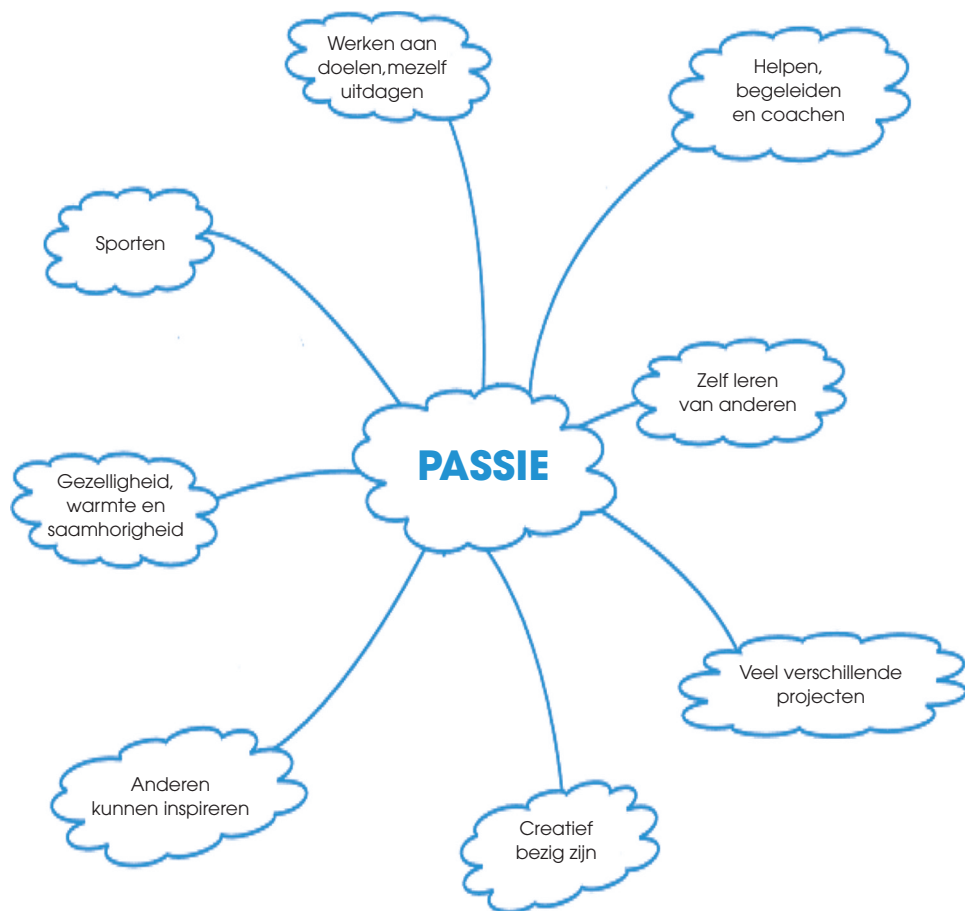 Werken aan
doelen, mezelf
uitdagen
Helpen,
begeleiden
en coachen
Sporten
Zelf leren
van anderen
PASSIE
Gezelligheid,
warmte en
saamhorigheid
Veel verschillende
projecten
Anderen
kunnen inspireren
Creatief
bezig zijn